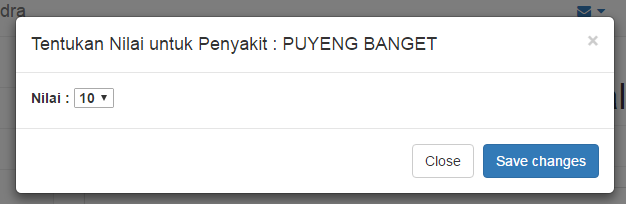 dra
Tentukan Nilai untuk Penyakit : PUYENG BANGET
×
Nilai : 10
Close
Save changes